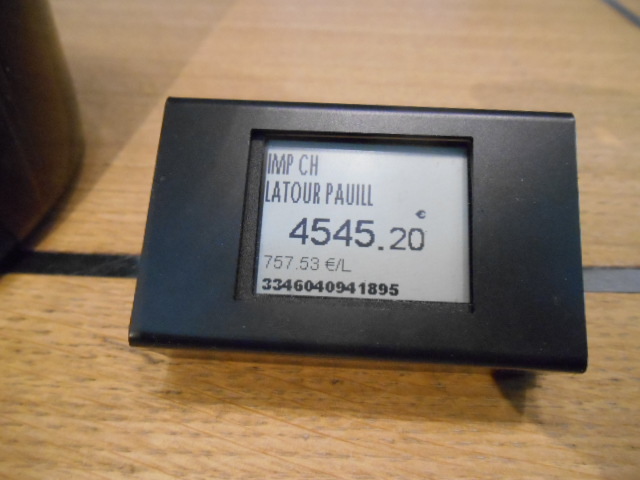 IMP CH
LATOUR PAUILL
€
4545.20
757.53 €/L
3346040941895